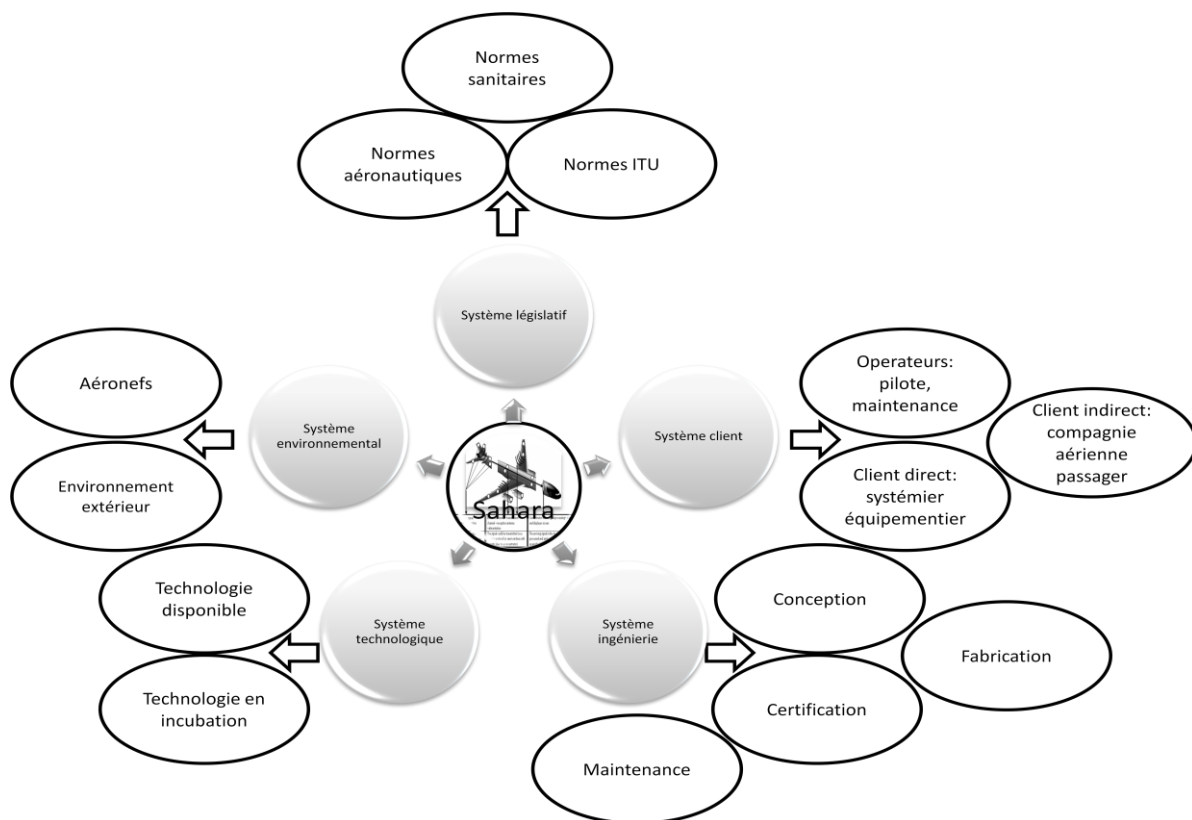 Normes
sanitaires
Normes
aéronautiques
Normes ITU
Système législatif
Aéronefs
Environnement
extérieur
Système
environnemental
Système client
Operateurs:
pilote,
maintenance
Client indirect:
compagnie
aérienne
passager
Client direct:
systémier
équipementier
Sahara
Technologie
disponible
Technologie en
incubation
Système
technologique
Système
ingénierie
Conception
Fabrication
Certification
Maintenance